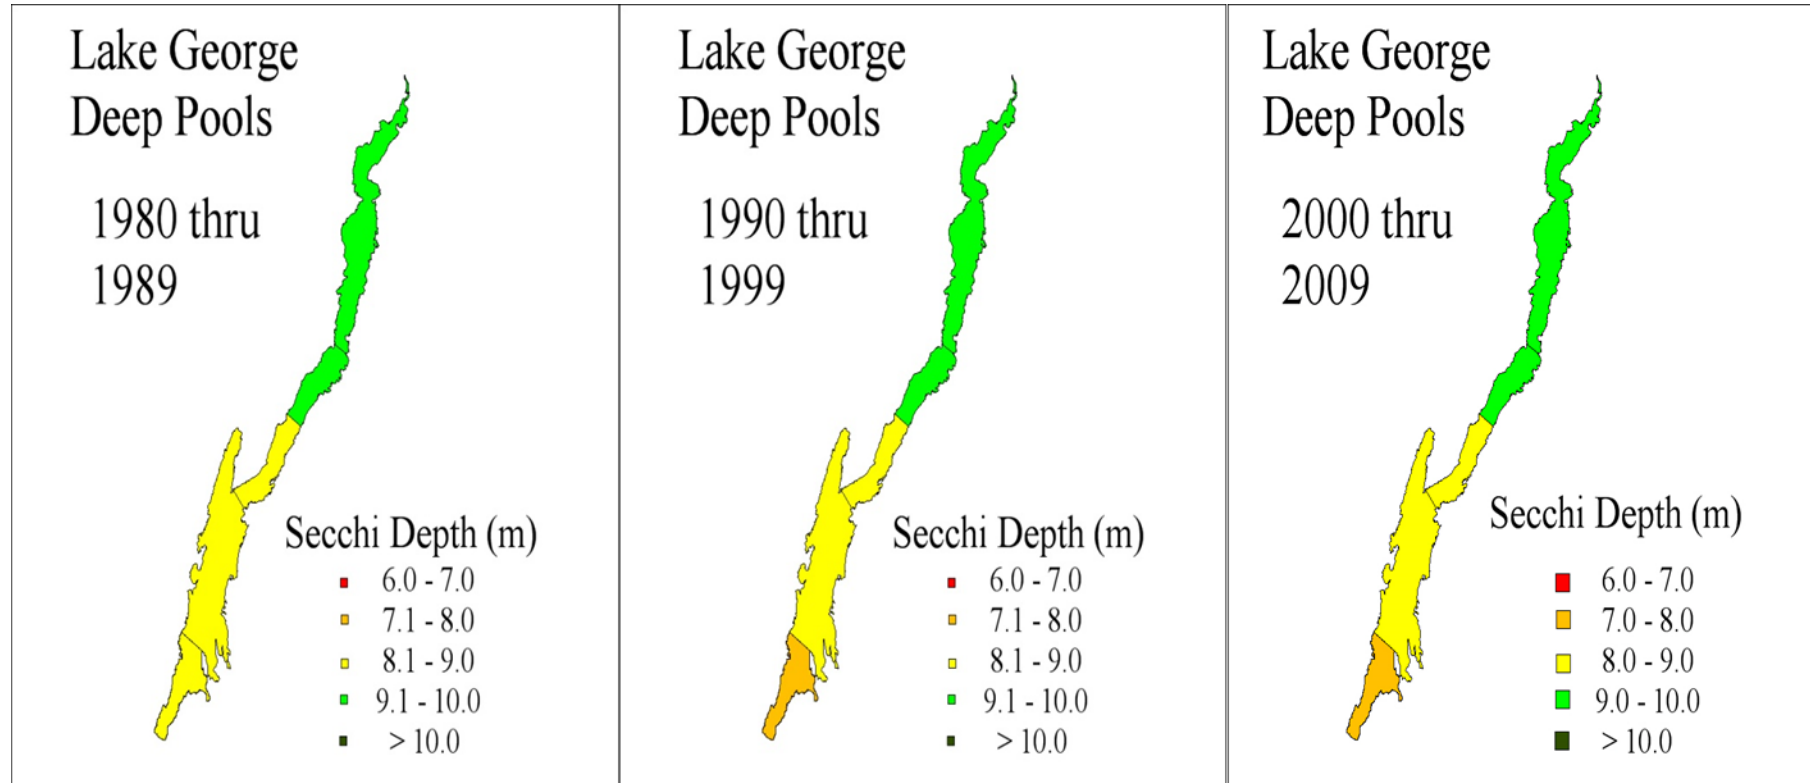 Lake George
Deep Pools
1980 thru
1989
Secchi Depth (m)
6.0 - 7.0
7.1 - 8.0
8.1 - 9.0
9.1 - 10.0
> 10.0
Lake George
Deep Pools
1990 thru
1999
Secchi Depth (m)
6.0 - 7.0
7.1 - 8.0
8.1 - 9.0
9.1 - 10.0
> 10.0
Lake George
Deep Pools
2000 thru
2009
Secchi Depth (m)
6.0 - 7.0
7.0 - 8.0
8.0 - 9.0
9.0 - 10.0
> 10.0